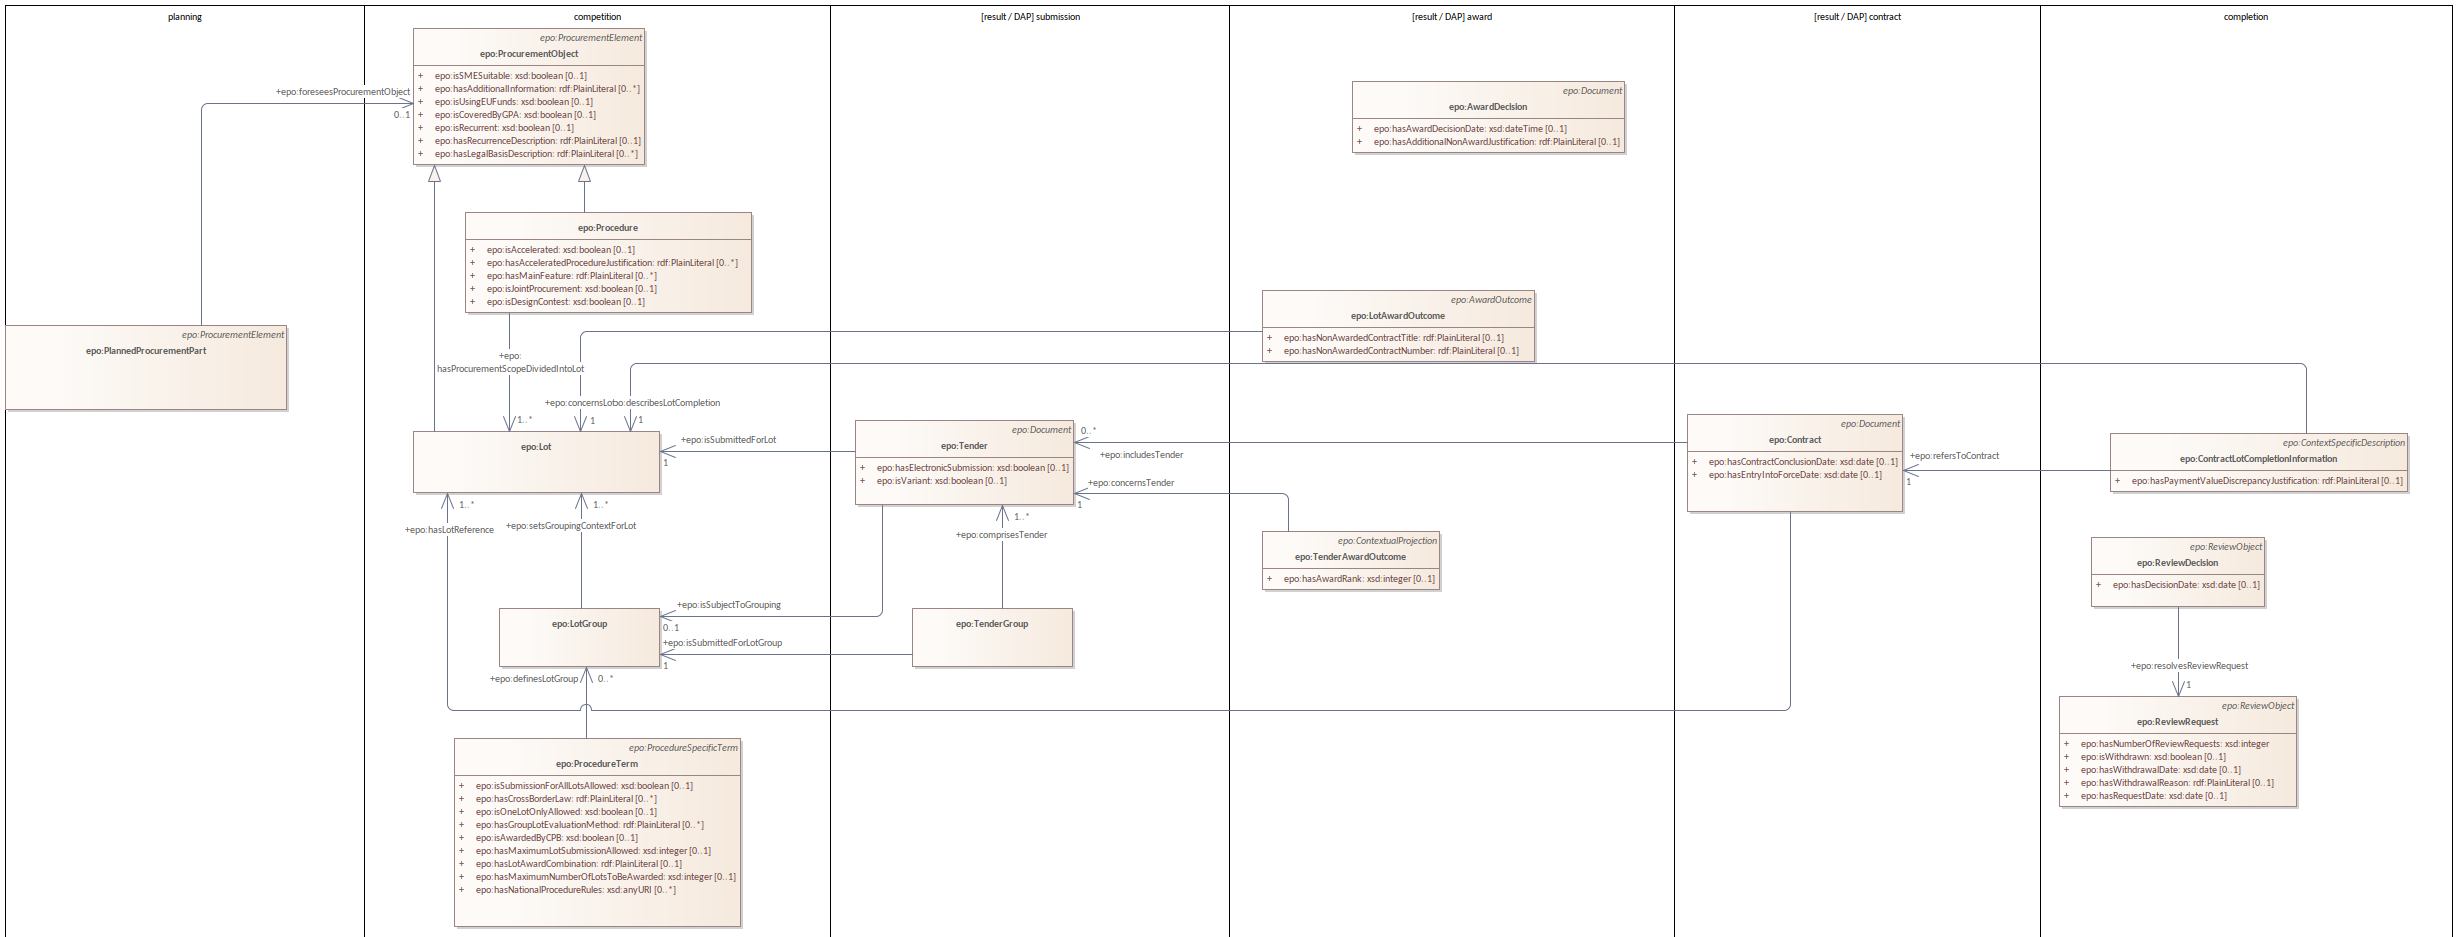 planning
competition
[result / DAP] submission
[result / DAP] award
[result / DAP] contract
completion
epo:ProcurementElement
epo:ProcurementObject
+ epo:isSMESuitable: xsd:boolean [0..1]
+ epo:hasAdditionalInformation: rdf:PlainLiteral [0..*]
+ epo:isUsingEUFunds: xsd:boolean [0..1]
+ epo:isCoveredByGPA: xsd:boolean [0..1]
+ epo:isRecurrent: xsd:boolean [0..1]
+ epo:hasRecurrenceDescription: rdf:PlainLiteral [0..1]
+ epo:hasLegalBasisDescription: rdf:PlainLiteral [0..*]
+epo:foreseesProcurementObject
0..1
epo:Document
epo:AwardDecision
+ epo:hasAwardDecisionDate: xsd:dateTime [0..1]
+ epo:hasAdditionalNonAwardJustification: rdf:PlainLiteral [0..1]
epo:Procedure
+ epo:isAccelerated: xsd:boolean [0..1]
+ epo:hasAcceleratedProcedureJustification: rdf:PlainLiteral [0..*]
+ epo:hasMainFeature: rdf:PlainLiteral [0..*]
+ epo:isJointProcurement: xsd:boolean [0..1]
+ epo:isDesignContest: xsd:boolean [0..1]
epo:ProcurementElement
epo:PlannedProcurementPart
epo:AwardOutcome
epo:LotAwardOutcome
+ epo:hasNonAwardedContractTitle: rdf:PlainLiteral [0..1]
+ epo:hasNonAwardedContractNumber: rdf:PlainLiteral [0..1]
+epo:
hasProcurementScopeDividedIntoLot
1..*
+epo:concernsLot
po:describesLotCompletion
1
1
epo:Lot
+epo:isSubmittedForLot
1
epo:Document
epo:Tender
+ epo:hasElectronicSubmission: xsd:boolean [0..1]
+ epo:isVariant: xsd:boolean [0..1]
0..*
+epo:includesTender
+epo:concernsTender
1
epo:Document
epo:Contract
+ epo:hasContractConclusionDate: xsd:date [0..1]
+ epo:hasEntryIntoForceDate: xsd:date [0..1]
+epo:refersToContract
1
epo:ContextSpecificDescription
epo:ContractLotCompletionInformation
+ epo:hasPaymentValueDiscrepancyJustification: rdf:PlainLiteral [0..1]
1..*
+epo:hasLotReference
1..*
+epo:setsGroupingContextForLot
1..*
+epo:comprisesTender
epo:ContextualProjection
epo:TenderAwardOutcome
+ epo:hasAwardRank: xsd:integer [0..1]
epo:ReviewObject
epo:ReviewDecision
+ epo:hasDecisionDate: xsd:date [0..1]
epo:LotGroup
+epo:isSubjectToGrouping
0..1
+epo:isSubmittedForLotGroup
1
epo:TenderGroup
+epo:definesLotGroup
0..*
+epo:resolvesReviewRequest
1
epo:ReviewObject
epo:ReviewRequest
+ epo:hasNumberOfReviewRequests: xsd:integer
+ epo:isWithdrawn: xsd:boolean [0..1]
+ epo:hasWithdrawalDate: xsd:date [0..1]
+ epo:hasWithdrawalReason: rdf:PlainLiteral [0..1]
+ epo:hasRequestDate: xsd:date [0..1]
epo:ProcedureSpecificTerm
epo:ProcedureTerm
+ epo:isSubmissionForAllLotsAllowed: xsd:boolean [0..1]
+ epo:hasCrossBorderLaw: rdf:PlainLiteral [0..*]
+ epo:isOneLotOnlyAllowed: xsd:boolean [0..1]
+ epo:hasGroupLotEvaluationMethod: rdf:PlainLiteral [0..*]
+ epo:isAwardedByCPB: xsd:boolean [0..1]
+ epo:hasMaximumLotSubmissionAllowed: xsd:integer [0..1]
+ epo:hasLotAwardCombination: rdf:PlainLiteral [0..1]
+ epo:hasMaximumNumberOfLotsToBeAwarded: xsd:integer [0..1]
+ epo:hasNationalProcedureRules: xsd:anyURI [0..*]